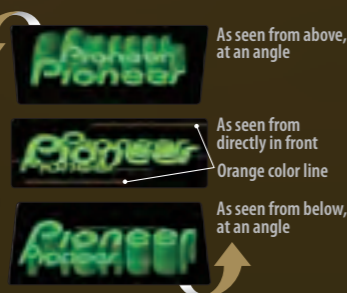 Pioneer
Pioneer
As seen from above,
at an angle
Pioneer
Pioneer
As seen from
directly in front
Orange color line
Pioneer
Pioneer
As seen from below,
at an angle